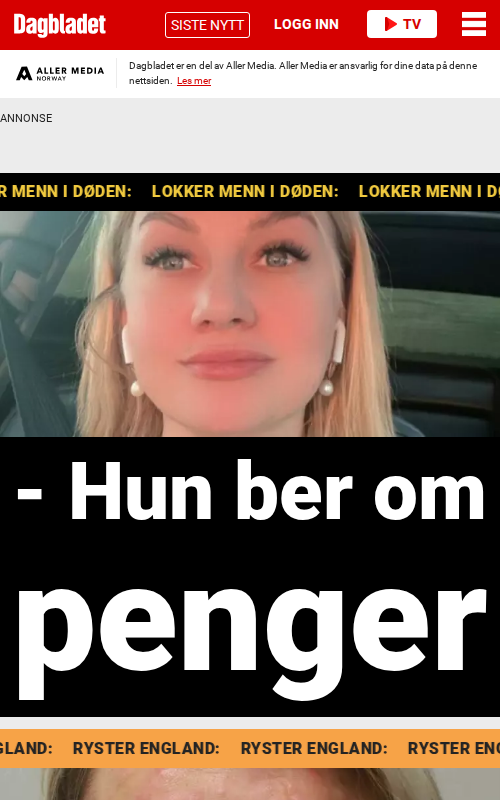 Dagbladet
SISTE NYTT
LOGG INN
TV
ALLER MEDIA
NORWAY
Dagbladet er en del av Aller Media. Aller Media er ansvarlig for dine data på denne
nettsiden. Les mer
ANNONSE
R MENN I DØDEN: LOKKER MENN I DØDEN: LOKKER MENN I DØ
- Hun ber om
penger
GLAND: RYSTER ENGLAND: RYSTER ENGLAND: RYSTER ENG